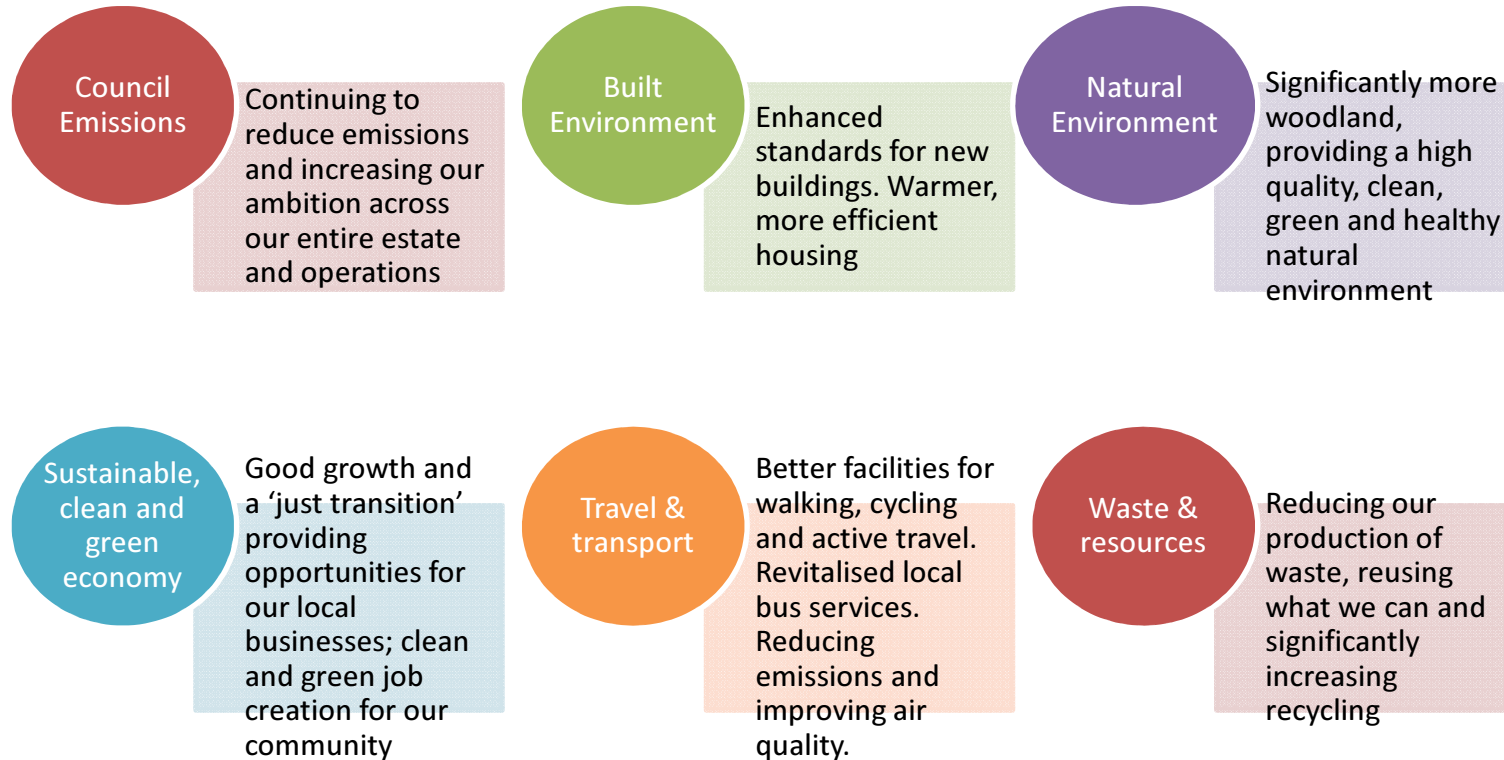 Council
Emissions
Continuing to
reduce emissions
and increasing our
ambition across
our entire estate
and operations
Built
Environment
Enhanced
standards for new
buildings. Warmer,
more efficient
housing
Natural
Environment
Significantly more
woodland,
providing a high
quality, clean,
green and healthy
natural
environment
Sustainable,
clean and
green
economy
Good growth and
a ‘just transition’
providing
opportunities for
our local
businesses; clean
and green job
creation for our
community
Travel &
transport
Better facilities for
walking, cycling
and active travel.
Revitalised local
bus services.
Reducing
emissions and
improving air
quality.
Waste &
resources
Reducing our
production of
waste, reusing
what we can and
significantly
increasing
recycling